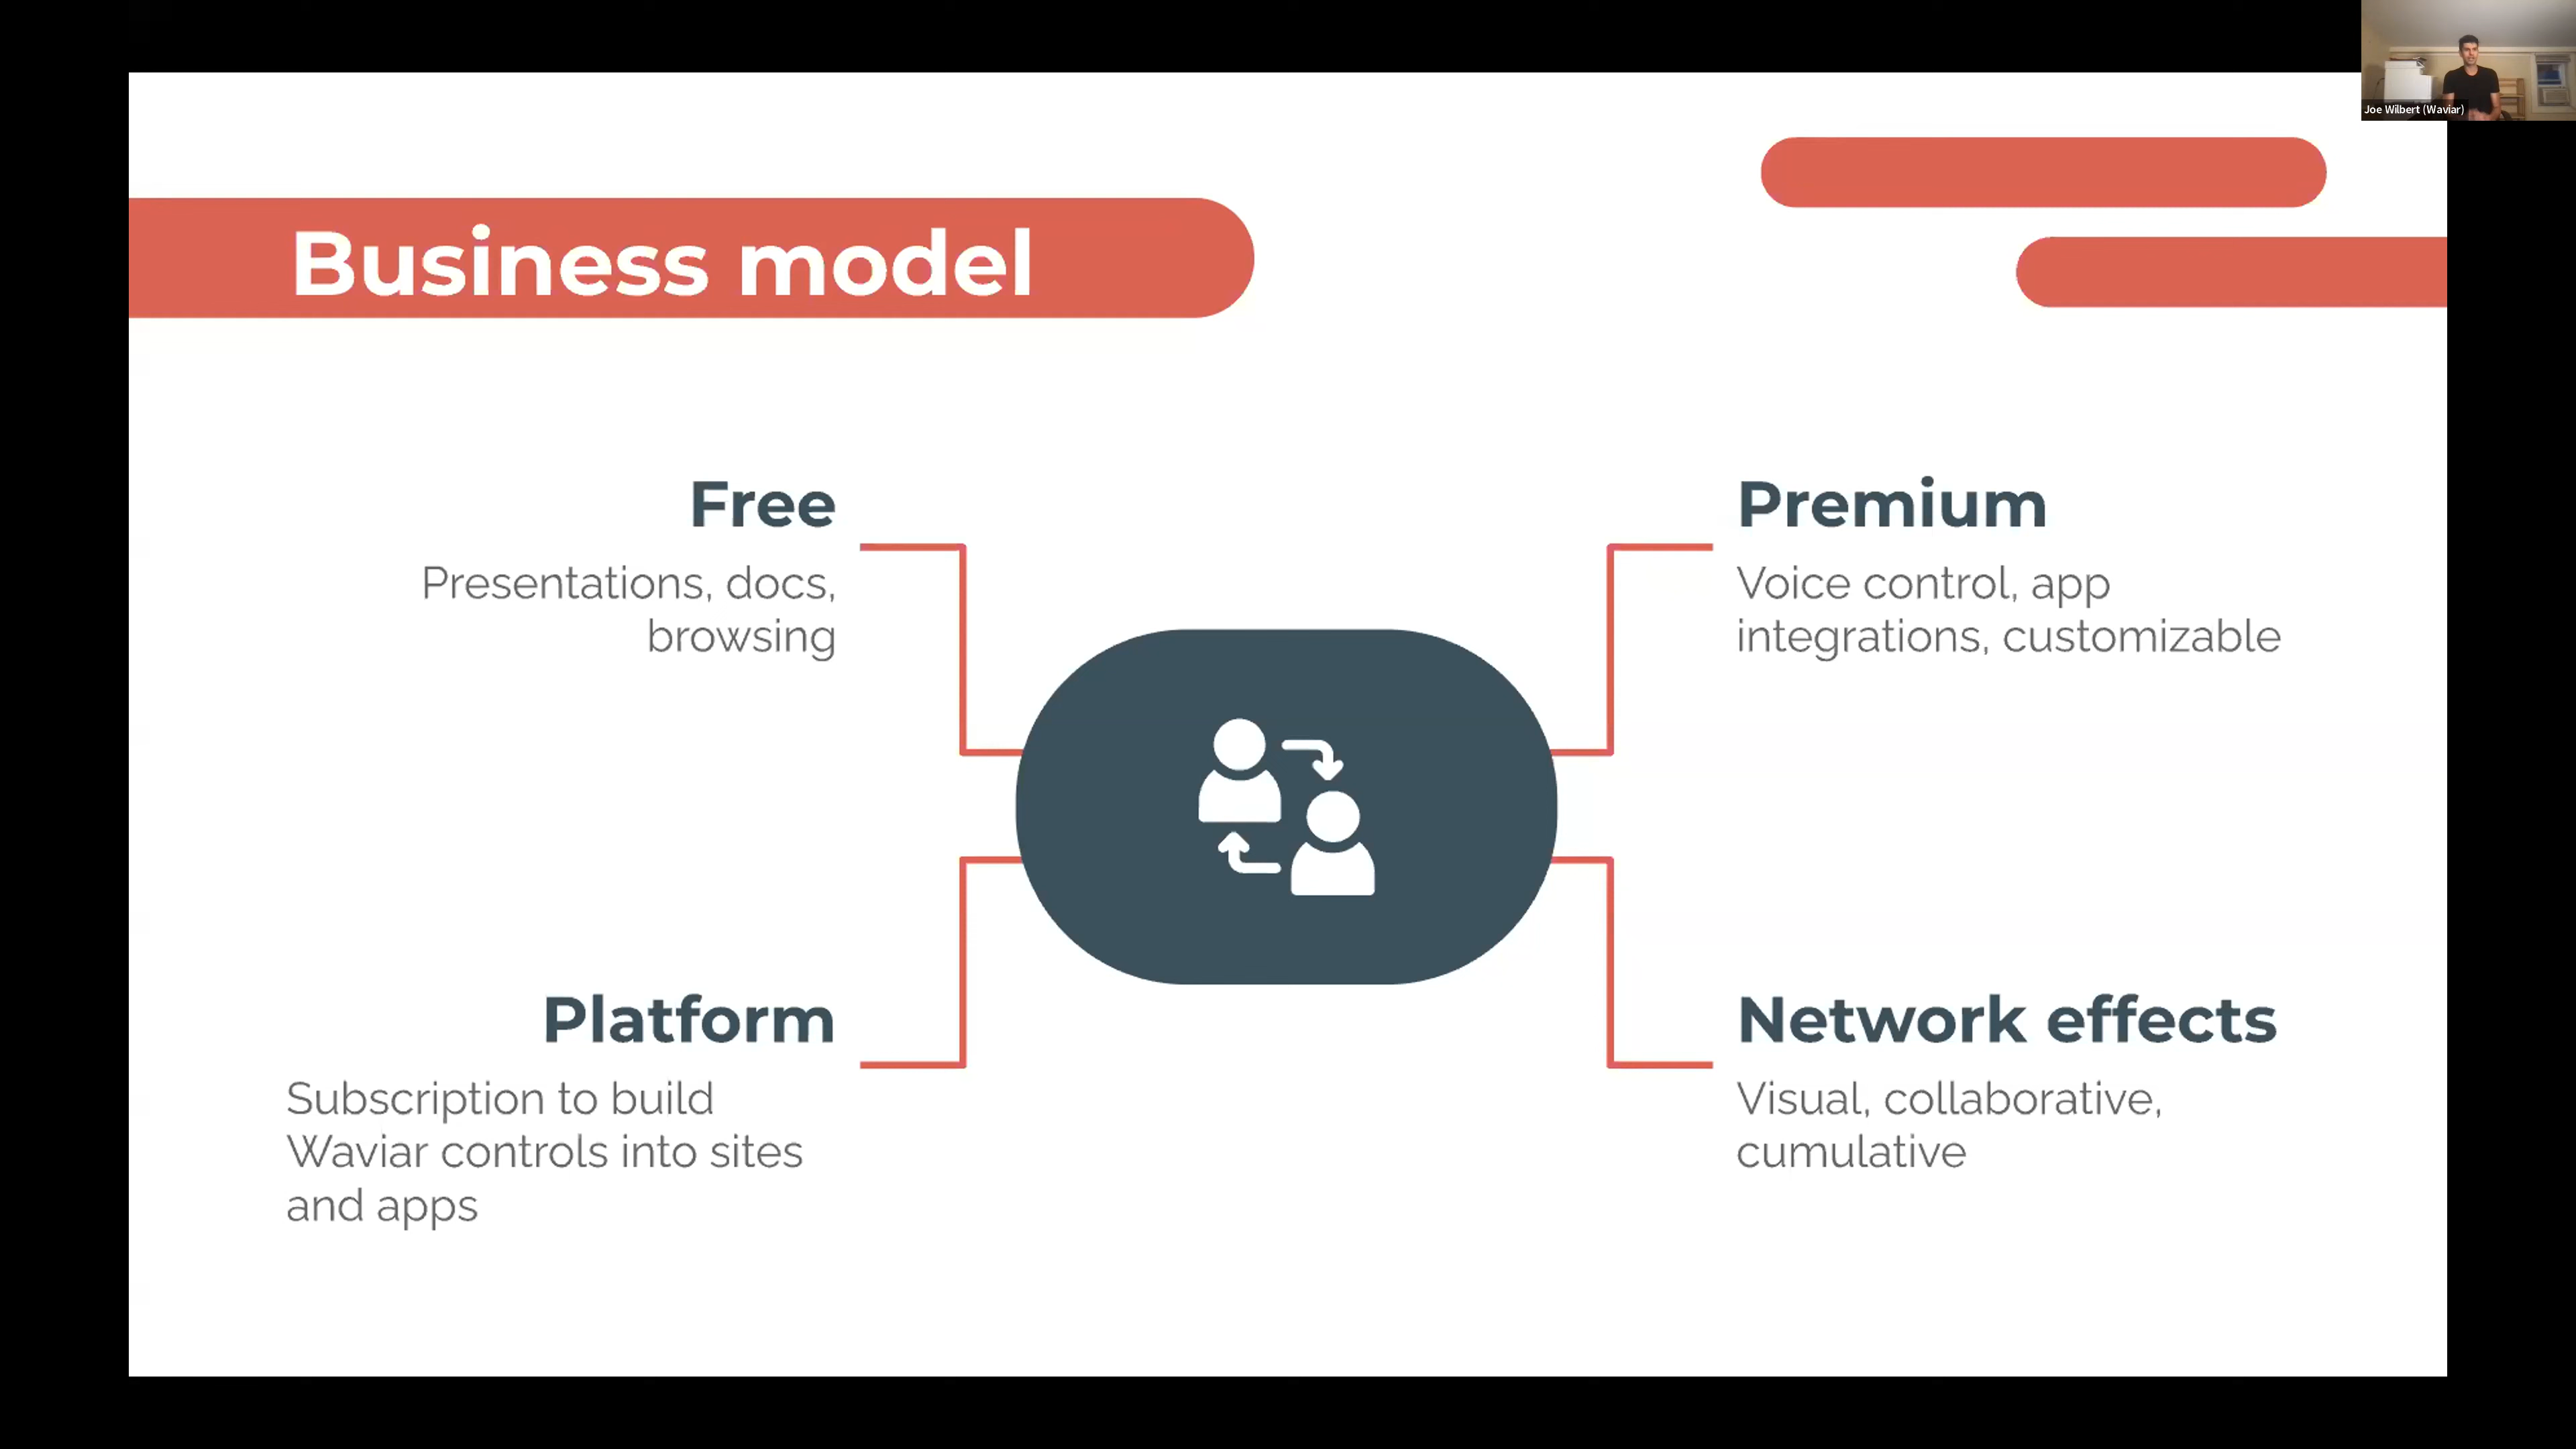 Joe Wilbert (Waviar)
Business model
Free
Presentations, docs,
browsing
Premium
Voice control, app
integrations, customizable
Platform
Subscription to build
Waviar controls into sites
and apps
Network effects
Visual, collaborative,
cumulative